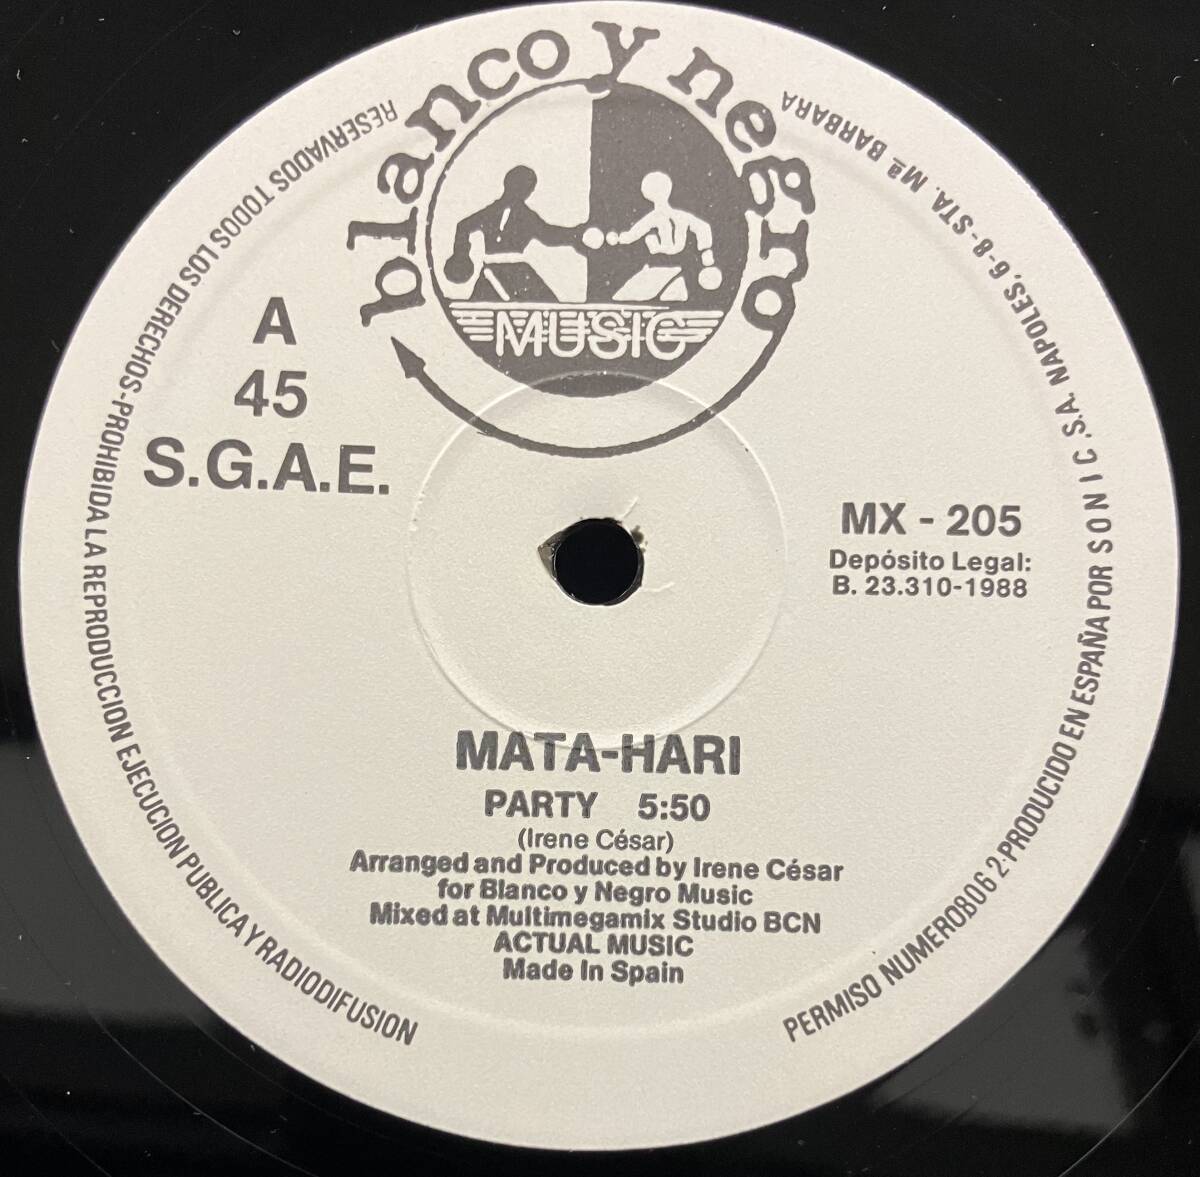 blanco y negro
MUSIC
A
45
S.G.A.E.
MX - 205
Depósito Legal:
B. 23.310-1988
MATA-HARI
PARTY 5:50
(Irene César)
Arranged and Produced by Irene César
for Blanco y Negro Music
Mixed at Multimegamix Studio BCN
ACTUAL MUSIC
Made In Spain
RESERVADOS TODOS LOS DERECHOS-PROHIBIDA LA REPRODUCCION EJECUCION PUBLICA Y RADIODIFUSION
PERMISO NUMERO806 2-PRODUCIDO EN ESPAÑA POR SONIC S.A. NAPOLES, 6-8-STA. Mª BARBARA